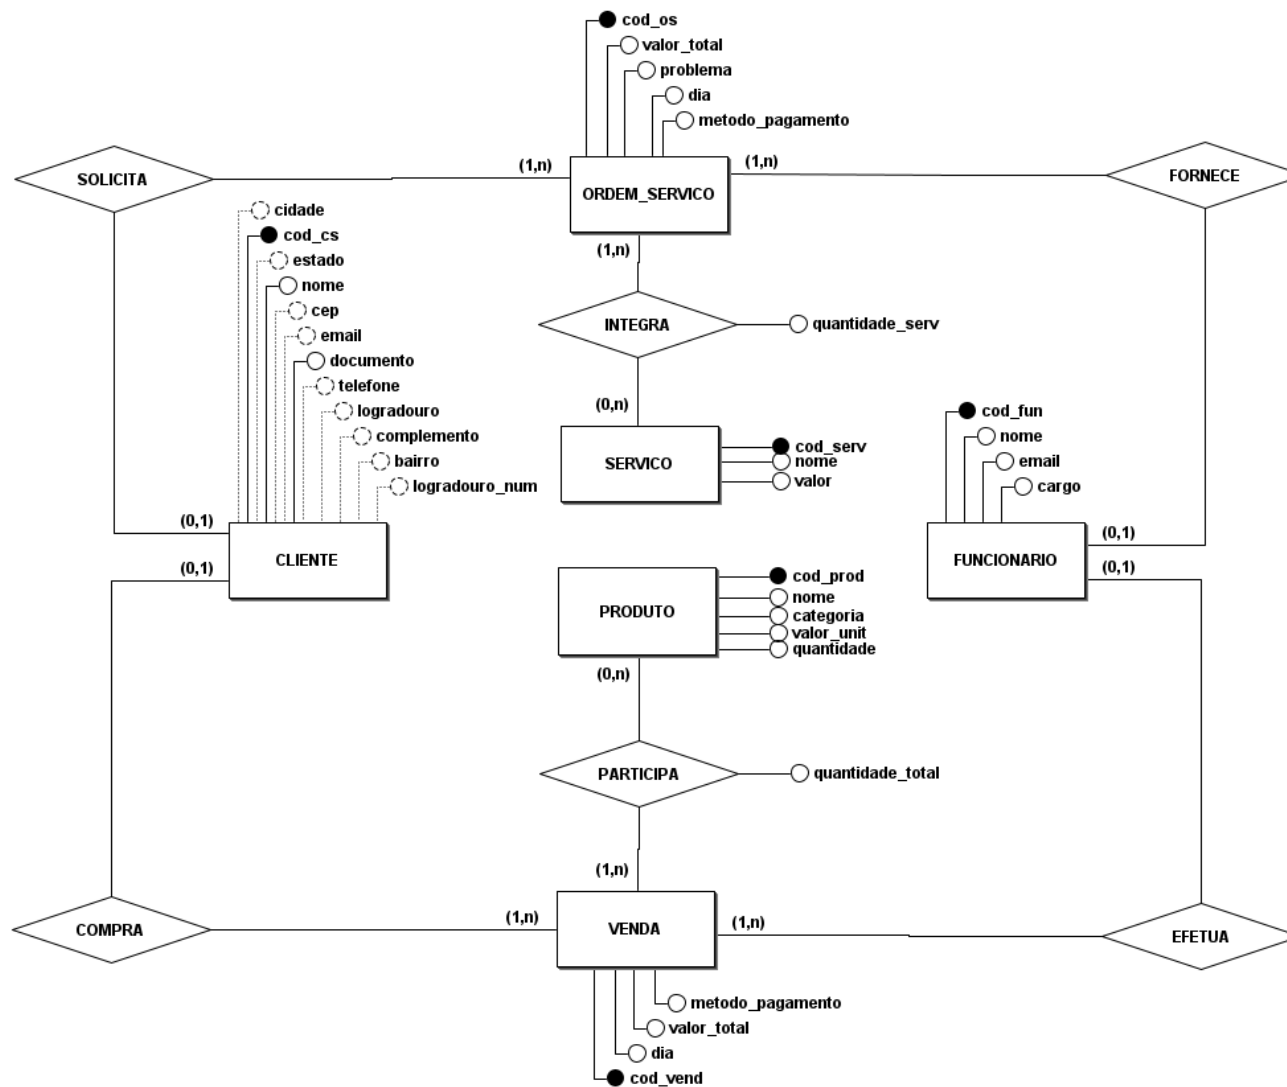 cod_os
valor_total
problema
dia
metodo_pagamento
SOLICITA
(1,n)
ORDEM_SERVICO
(1,n)
FORNECE
cidade
cod_cs
estado
nome
cep
email
documento
telefone
logradouro
complemento
bairro
logradouro_num
(0,1)
CLIENTE
(0,1)
(1,n)
INTEGRA
quantidade_serv
(0,n)
SERVICO
cod_serv
nome
valor
cod_fun
nome
email
cargo
(0,1)
FUNCIONARIO
(0,1)
PRODUTO
cod_prod
nome
categoria
valor_unit
quantidade
(0,n)
PARTICIPA
quantidade_total
(1,n)
COMPRA
(1,n)
VENDA
(1,n)
EFETUA
metodo_pagamento
valor_total
dia
cod_vend